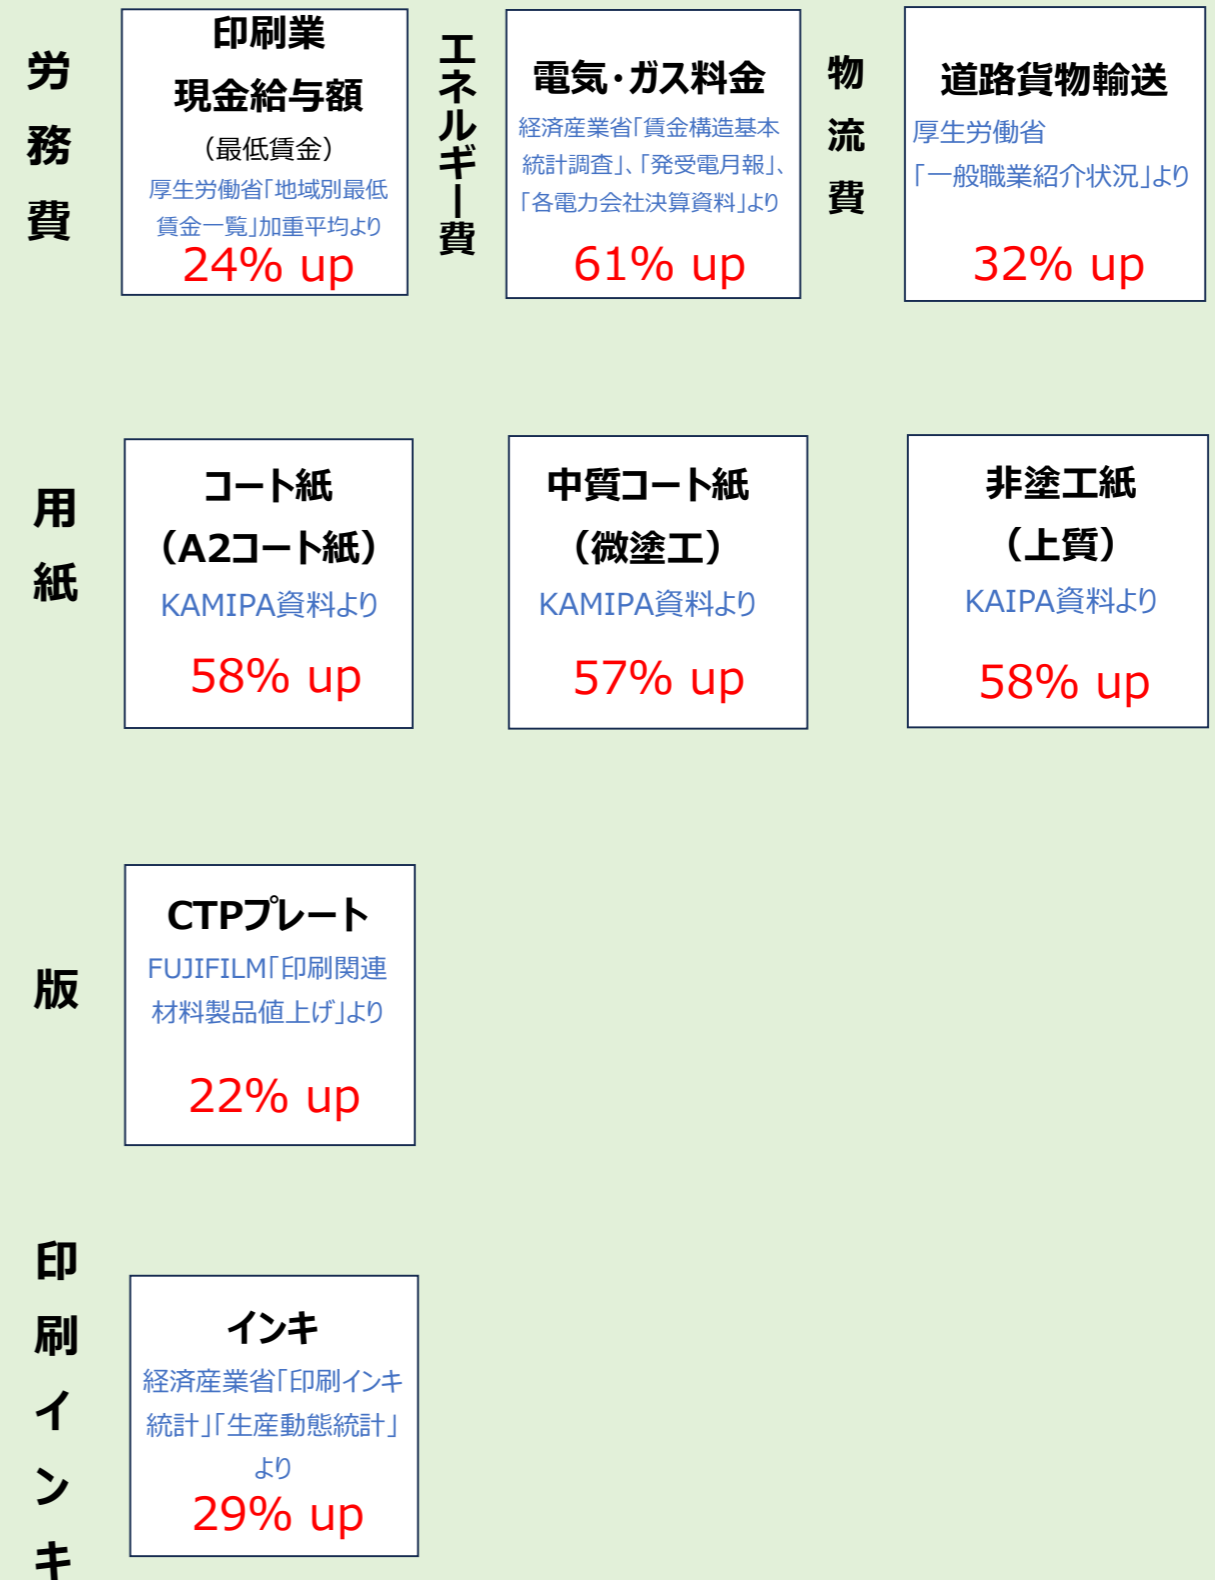 労務費
印刷業
現金給与額
（最低賃金）
厚生労働省「地域別最低
賃金一覧」加重平均より
24% up
エネルギー費
電気・ガス料金
経済産業省「賃金構造基本
統計調査」、「発受電月報」、
「各電力会社決算資料」より
61% up
物流費
道路貨物輸送
厚生労働省
「一般職業紹介状況」より
32% up
用紙
コート紙
（A2コート紙）
KAMIPA資料より
58% up
中質コート紙
（微塗工）
KAMIPA資料より
57% up
非塗工紙
（上質）
KAIPA資料より
58% up
版
CTPプレート
FUJIFILM「印刷関連
材料製品値上げ」より
22% up
印刷インキ
インキ
経済産業省「印刷インキ
統計」「生産動態統計」
より
29% up